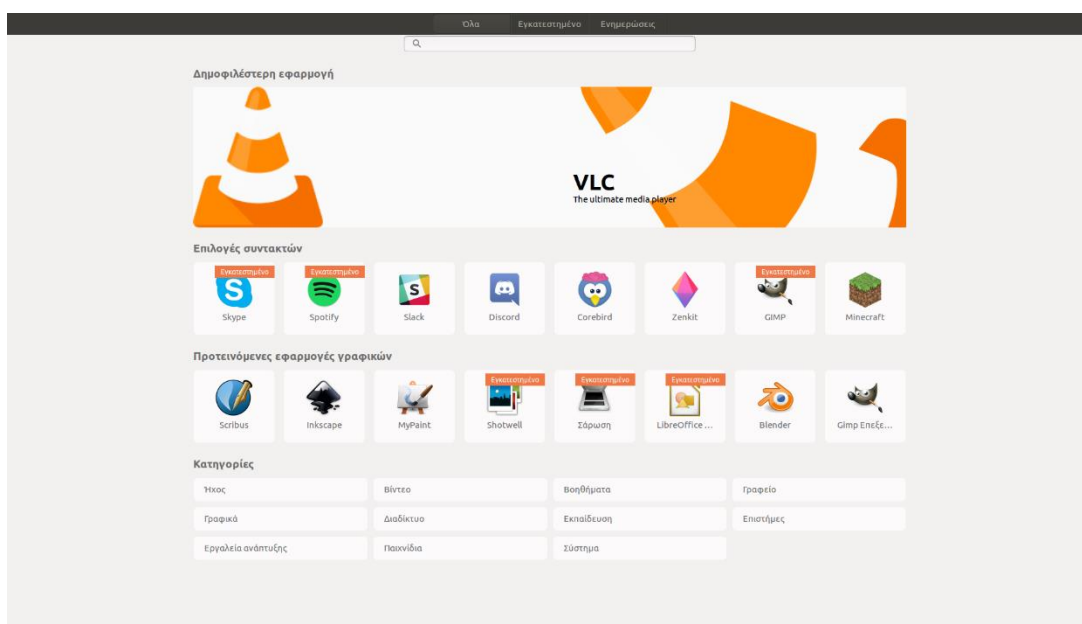 Όλα Εγκατεστημένο Ενημερώσεις
Δημοφιλέστερη εφαρμογή
VLC
The ultimate media player
Επιλογές συντακτών
Εγκατεστημένο Εγκατεστημένο Εγκατεστημένο
Skype Spotify Slack Discord Corebird Zenkit GIMP Minecraft
Προτεινόμενες εφαρμογές γραφικών
Εγκατεστημένο Εγκατεστημένο Εγκατεστημένο
Scribus Inkscape MyPaint Shotwell Σάρωση LibreOffice ... Blender Gimp Επεξε...
Κατηγορίες
Ήχος Βίντεο Βοηθήματα Γραφείο
Γραφικά Διαδίκτυο Εκπαίδευση Επιστήμες
Εργαλεία ανάπτυξης Παιχνίδια Σύστημα